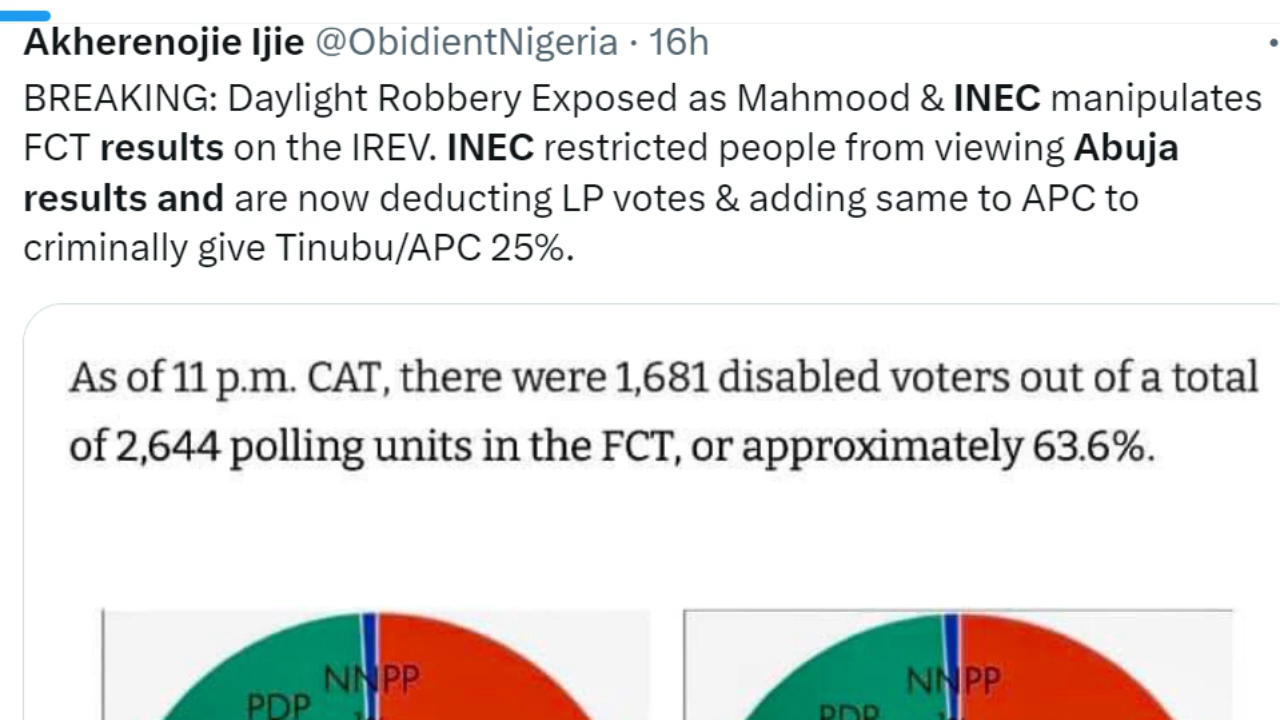 Akherenojie Ijie @ObidientNigeria · 16h
BREAKING: Daylight Robbery Exposed as Mahmood & INEC manipulates
FCT results on the IREV. INEC restricted people from viewing Abuja
results and are now deducting LP votes & adding same to APC to
criminally give Tinubu/APC 25%.
As of 11 p.m. CAT, there were 1,681 disabled voters out of a total
of 2,644 polling units in the FCT, or approximately 63.6%.
NNPP NNPP
PDP PDP